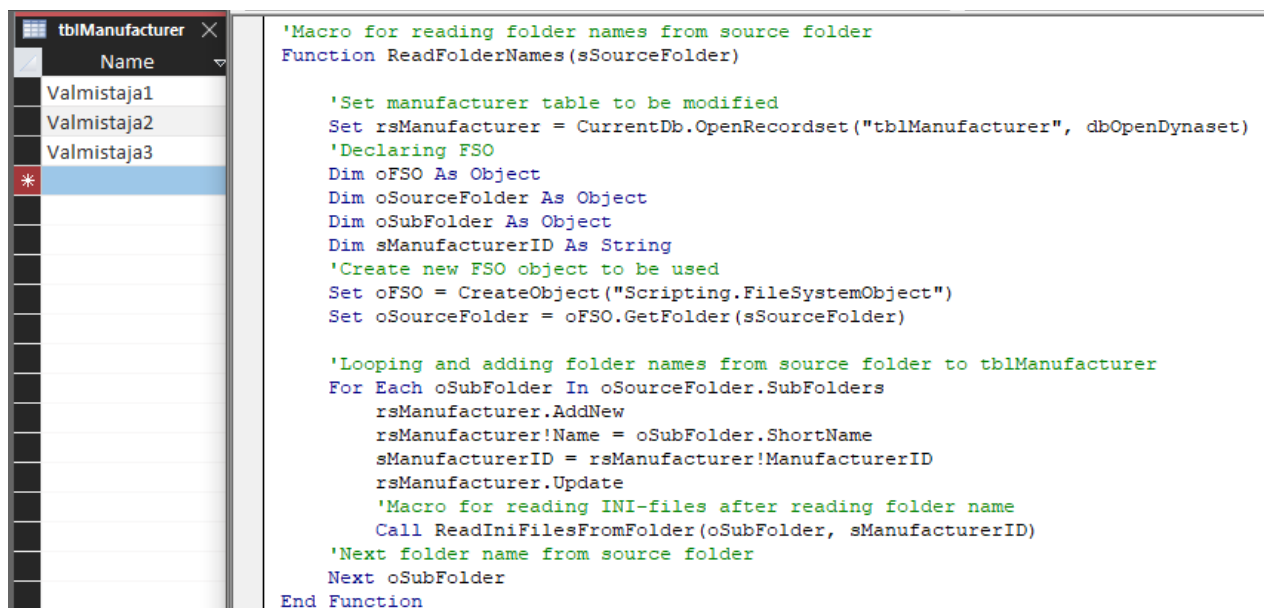 tblManufacturer
Name
Valmistaja1
Valmistaja2
Valmistaja3
'Macro for reading folder names from source folder
Function ReadFolderNames(sSourceFolder)
'Set manufacturer table to be modified
Set rsManufacturer = CurrentDb.OpenRecordset("tblManufacturer", dbOpenDynaset)
'Declaring FSO
Dim oFSO As Object
Dim oSourceFolder As Object
Dim oSubFolder As Object
Dim sManufacturerID As String
'Create new FSO object to be used
Set oFSO = CreateObject("Scripting.FileSystemObject")
Set oSourceFolder = oFSO.GetFolder(sSourceFolder)
'Looping and adding folder names from source folder to tblManufacturer
For Each oSubFolder In oSourceFolder.SubFolders
rsManufacturer.AddNew
rsManufacturer!Name = oSubFolder.ShortName
sManufacturerID = rsManufacturer!ManufacturerID
rsManufacturer.Update
'Macro for reading INI-files after reading folder name
Call ReadIniFilesFromFolder(oSubFolder, sManufacturerID)
'Next folder name from source folder
Next oSubFolder
End Function